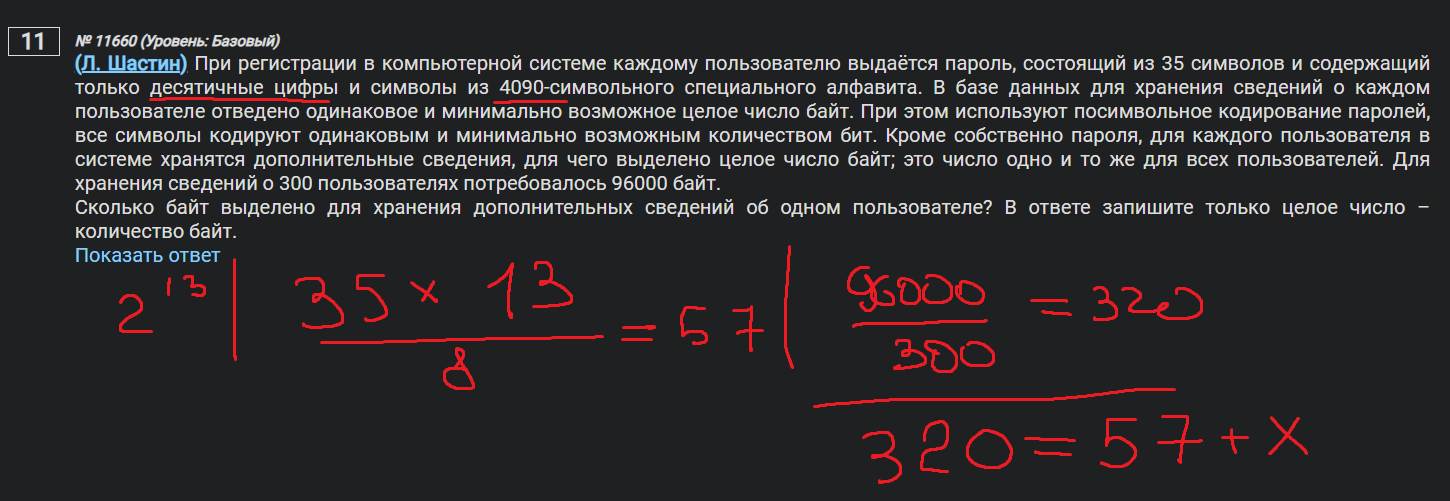 11
№ 11660 (Уровень: Базовый)
(Л. Шастин) При регистрации в компьютерной системе каждому пользователю выдаётся пароль, состоящий из 35 символов и содержащий
только десятичные цифры и символы из 4090-символьного специального алфавита. В базе данных для хранения сведений о каждом
пользователе отведено одинаковое и минимально возможное целое число байт. При этом используют посимвольное кодирование паролей,
все символы кодируют одинаковым и минимально возможным количеством бит. Кроме собственно пароля, для каждого пользователя в
системе хранятся дополнительные сведения, для чего выделено целое число байт; это число одно и то же для всех пользователей. Для
хранения сведений о 300 пользователях потребовалось 96000 байт.
Сколько байт выделено для хранения дополнительных сведений об одном пользователе? В ответе запишите только целое число –
количество байт.
Показать ответ
2^13 | 35 x 13 / 8 = 57 | 96000 / 300 = 320
320 = 57 + x